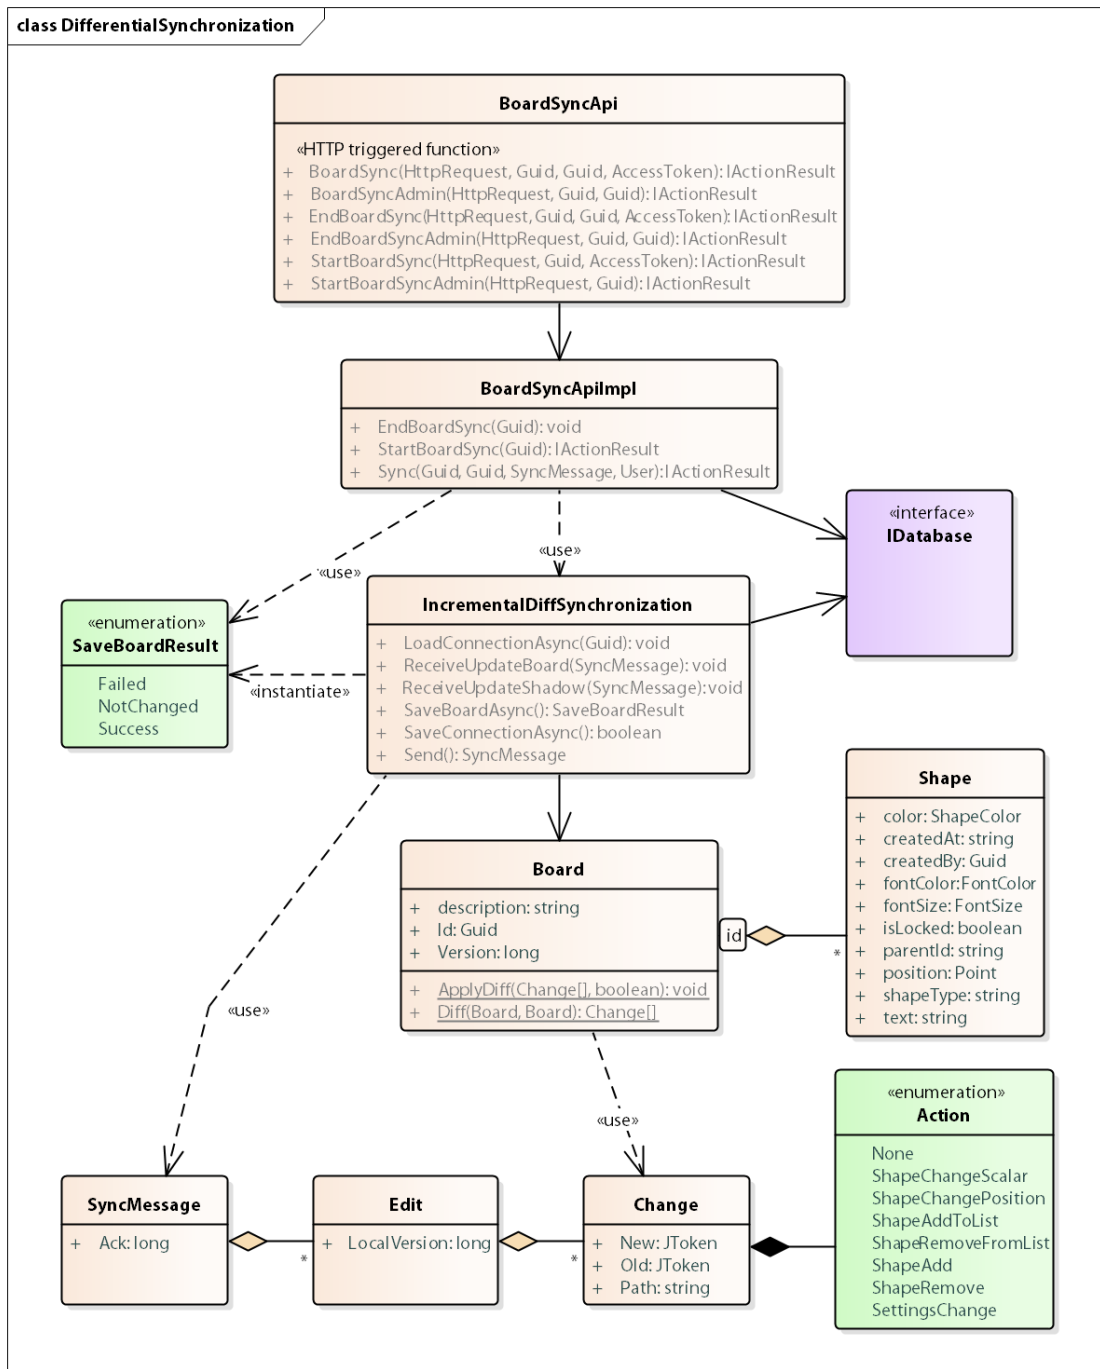 class DifferentialSynchronization
BoardSyncApi
«HTTP triggered function»
+ BoardSync(HttpRequest, Guid, Guid, AccessToken): IActionResult
+ BoardSyncAdmin(HttpRequest, Guid, Guid): IActionResult
+ EndBoardSync(HttpRequest, Guid, Guid, AccessToken): IActionResult
+ EndBoardSyncAdmin(HttpRequest, Guid, Guid): IActionResult
+ StartBoardSync(HttpRequest, Guid, AccessToken): IActionResult
+ StartBoardSyncAdmin(HttpRequest, Guid): IActionResult
BoardSyncApiImpl
+ EndBoardSync(Guid): void
+ StartBoardSync(Guid): IActionResult
+ Sync(Guid, Guid, SyncMessage, User): IActionResult
«interface»
IDatabase
«use»
«use»
IncrementalDiffSynchronization
+ LoadConnectionAsync(Guid): void
+ ReceiveUpdateBoard(SyncMessage): void
+ ReceiveUpdateShadow(SyncMessage): void
+ SaveBoardAsync(): SaveBoardResult
+ SaveConnectionAsync(): boolean
+ Send(): SyncMessage
«enumeration»
SaveBoardResult
Failed
NotChanged
Success
«instantiate»
Shape
+ color: ShapeColor
+ createdAt: string
+ createdBy: Guid
+ fontColor: FontColor
+ fontSize: FontSize
+ isLocked: boolean
+ parentId: string
+ position: Point
+ shapeType: string
+ text: string
Board
+ description: string
+ Id: Guid
+ Version: long
+ ApplyDiff(Change[], boolean): void
+ Diff(Board, Board): Change[]
id
*
«use»
«use»
«enumeration»
Action
None
ShapeChangeScalar
ShapeChangePosition
ShapeAddToList
ShapeRemoveFromList
ShapeAdd
ShapeRemove
SettingsChange
SyncMessage
+ Ack: long
*
Edit
+ LocalVersion: long
*
Change
+ New: JToken
+ Old: JToken
+ Path: string